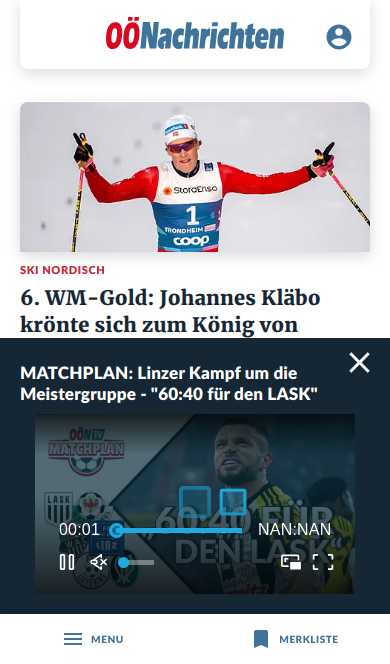 OÖNachrichten
StoraEnso
1
TRONDHEIM
coop
SKI NORDISCH
6. WM-Gold: Johannes Kläbo
krönte sich zum König von
MATCHPLAN: Linzer Kampf um die
Meistergruppe - "60:40 für den LASK"
OÖN TV
MATCHPLAN
LASK
60:40 FÜR
DEN LASK"
00:01
NAN:NAN
MENU
MERKLISTE